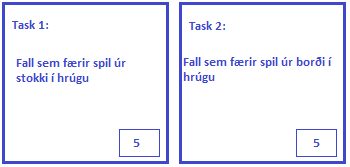 Task 1:
Fall sem færir spil úr
stokki í hrúgu
5
Task 2:
Fall sem færir spil úr borði í
hrúgu
5